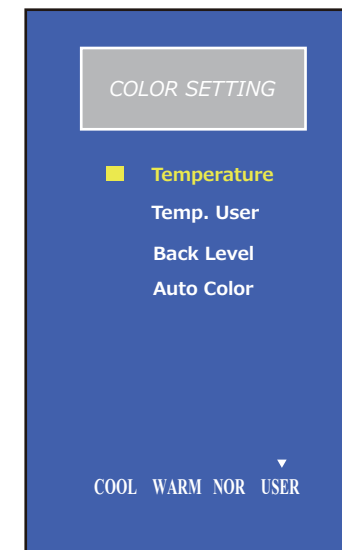 COLOR SETTING
Temperature
Temp. User
Back Level
Auto Color
COOL WARM NOR USER